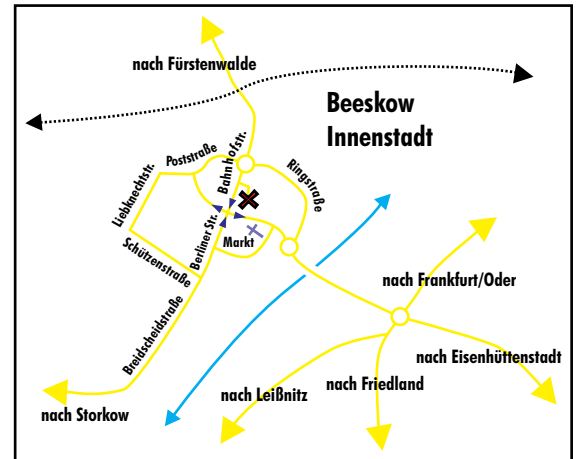 nach Fürstenwalde
Beeskow
Innenstadt
Poststraße
Bahnhofstr.
Ringstraße
Liebknechtstr.
Berliner Str.
Markt
Schützenstraße
Breidscheidstraße
nach Frankfurt/Oder
nach Eisenhüttenstadt
nach Friedland
nach Leißnitz
nach Storkow